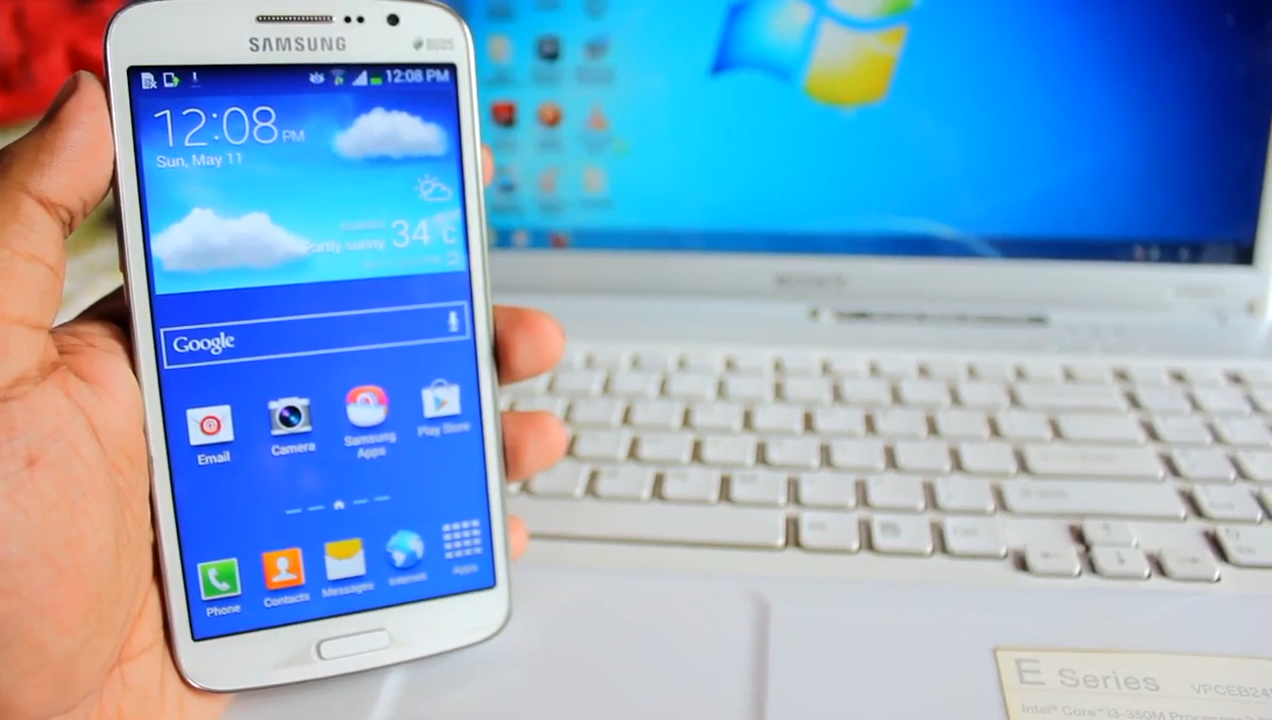 SAMSUNG
DUOS
12:08 PM
12:08 PM
Sun, May 11
Partly sunny 34°C
Google
Email
Camera
Samsung Apps
Play Store
Phone
Contacts
Messages
Internet
Apps
SONY
E Series
VPCEB24
Intel® Core™ i3-350M